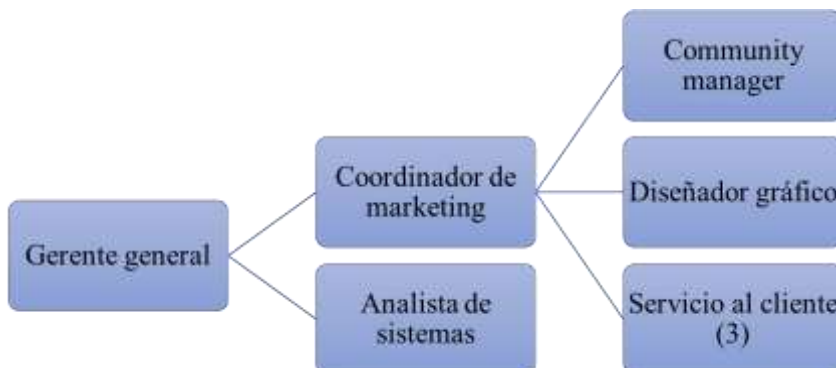 Gerente general
Coordinador de
marketing
Analista de
sistemas
Community
manager
Diseñador gráfico
Servicio al cliente
(3)